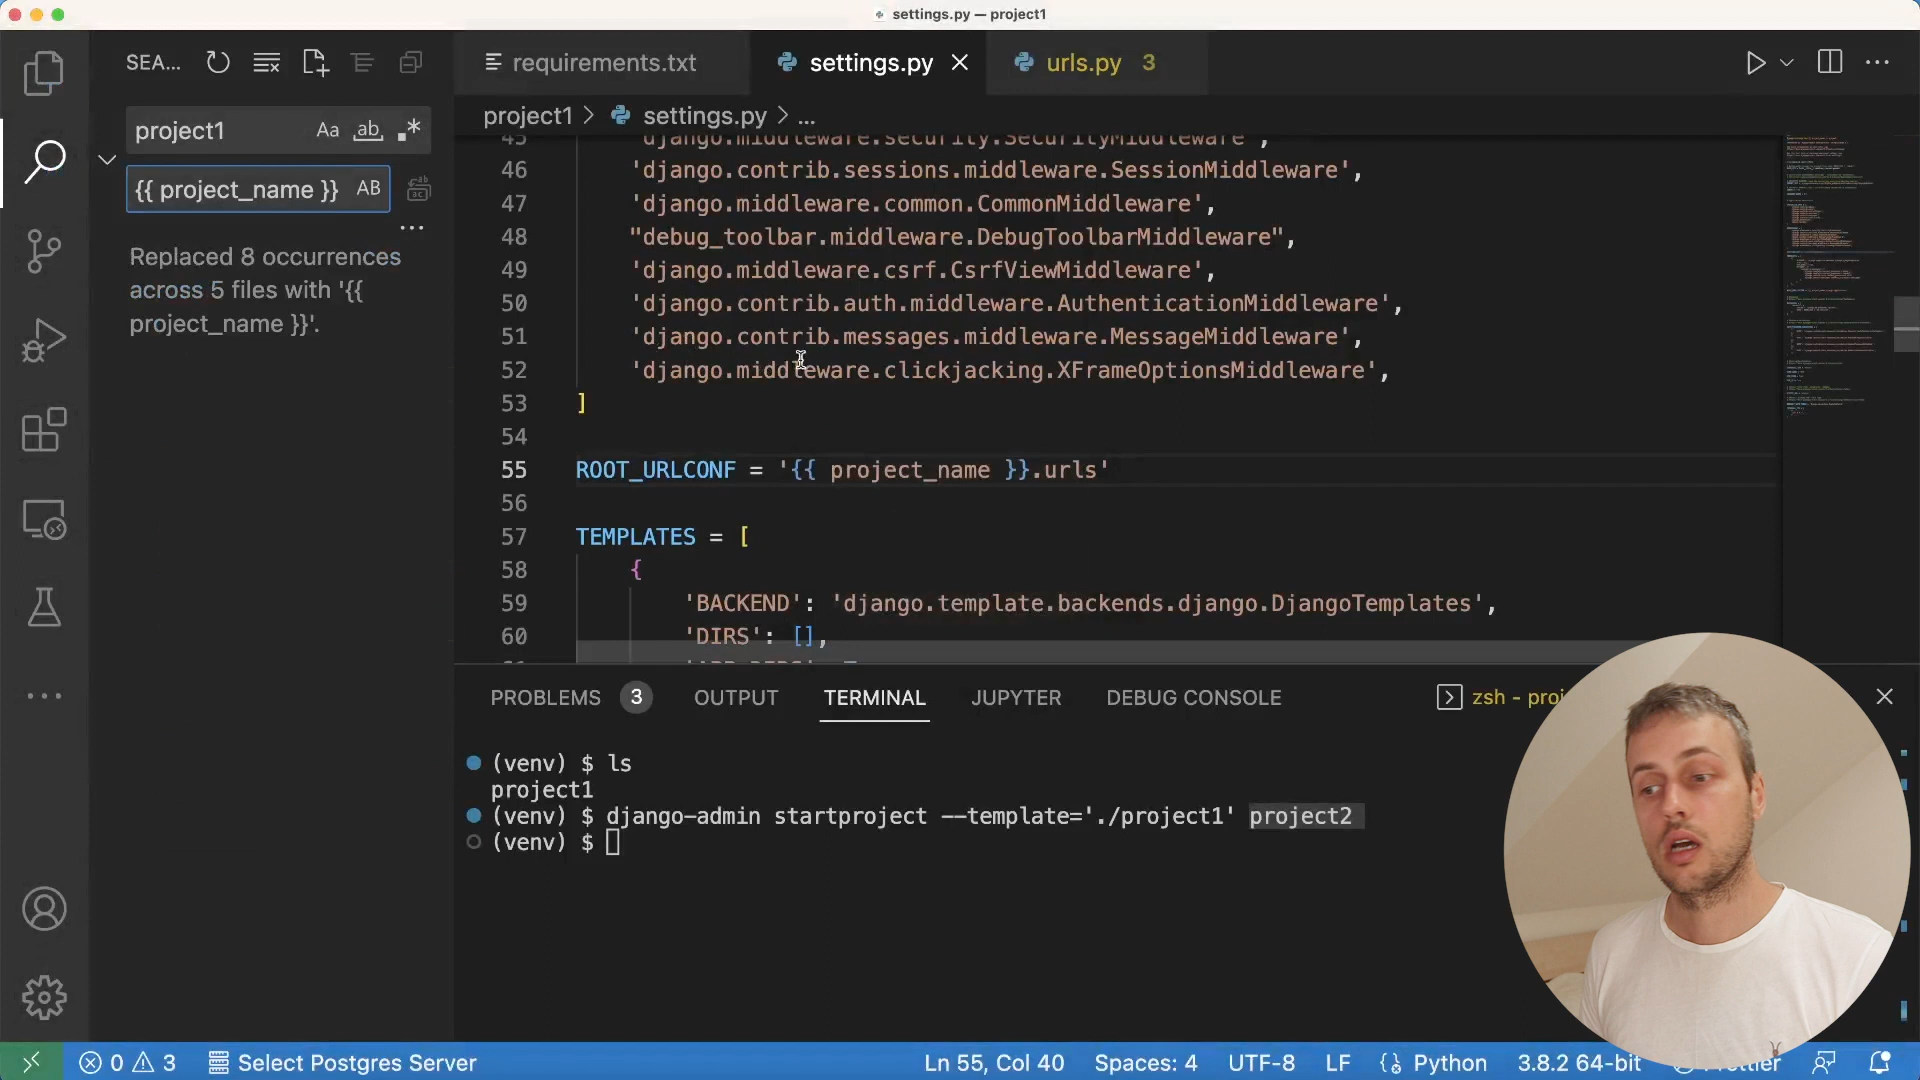 settings.py — project1
SEA...
requirements.txt
settings.py
urls.py 3
project1
Aa
ab
{{ project_name }}
AB
Replaced 8 occurrences
across 5 files with '{{
project_name }}'.
project1 > settings.py > ...
45 'django.middleware.security.SecurityMiddleware',
46 'django.contrib.sessions.middleware.SessionMiddleware',
47 'django.middleware.common.CommonMiddleware',
48 "debug_toolbar.middleware.DebugToolbarMiddleware",
49 'django.middleware.csrf.CsrfViewMiddleware',
50 'django.contrib.auth.middleware.AuthenticationMiddleware',
51 'django.contrib.messages.middleware.MessageMiddleware',
52 'django.middleware.clickjacking.XFrameOptionsMiddleware',
53 ]
54
55 ROOT_URLCONF = '{{ project_name }}.urls'
56
57 TEMPLATES = [
58 {
59 'BACKEND': 'django.template.backends.django.DjangoTemplates',
60 'DIRS': [],
PROBLEMS 3 OUTPUT TERMINAL JUPYTER DEBUG CONSOLE
zsh - proj
(venv) $ ls
project1
(venv) $ django-admin startproject --template='./project1' project2
(venv) $
0 3 Select Postgres Server
Ln 55, Col 40 Spaces: 4 UTF-8 LF {} Python 3.8.2 64-bit